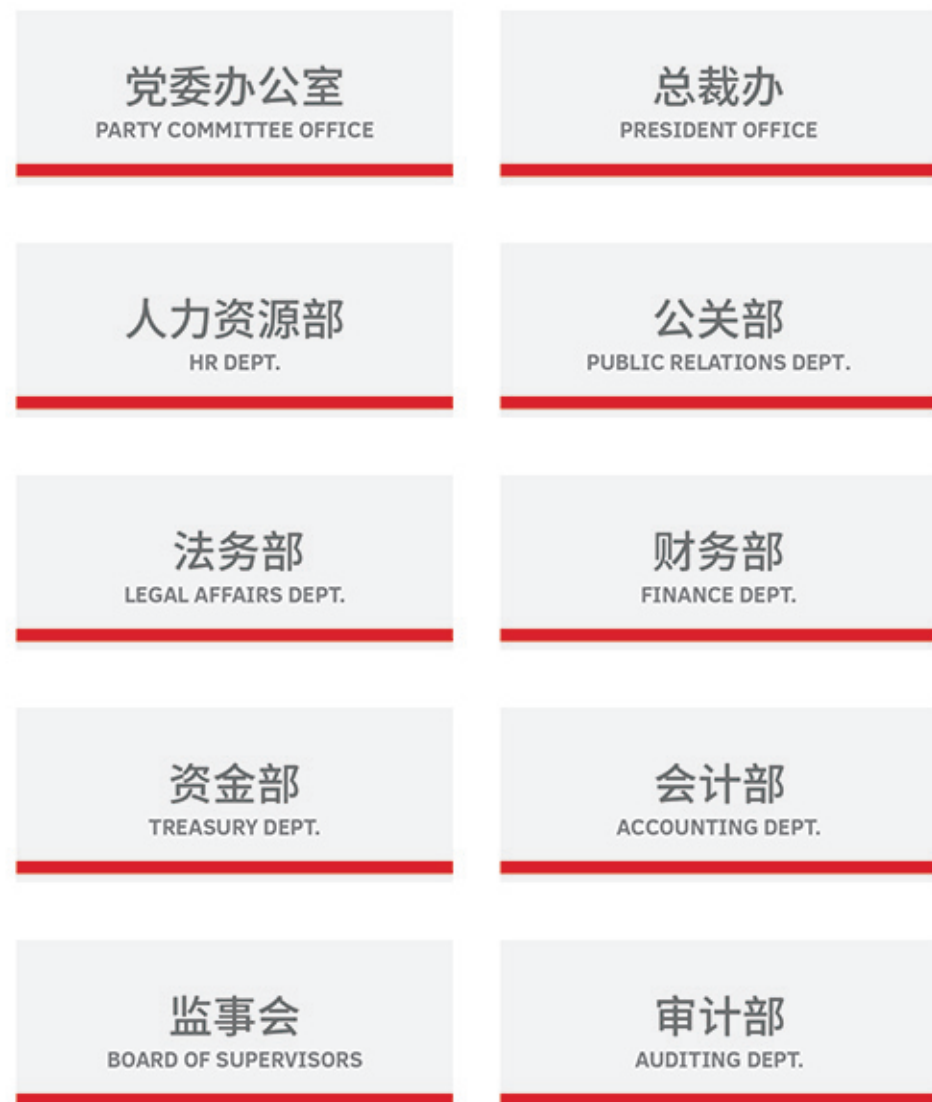 党委办公室
PARTY COMMITTEE OFFICE
总裁办
PRESIDENT OFFICE
人力资源部
HR DEPT.
公关部
PUBLIC RELATIONS DEPT.
法务部
LEGAL AFFAIRS DEPT.
财务部
FINANCE DEPT.
资金部
TREASURY DEPT.
会计部
ACCOUNTING DEPT.
监事会
BOARD OF SUPERVISORS
审计部
AUDITING DEPT.